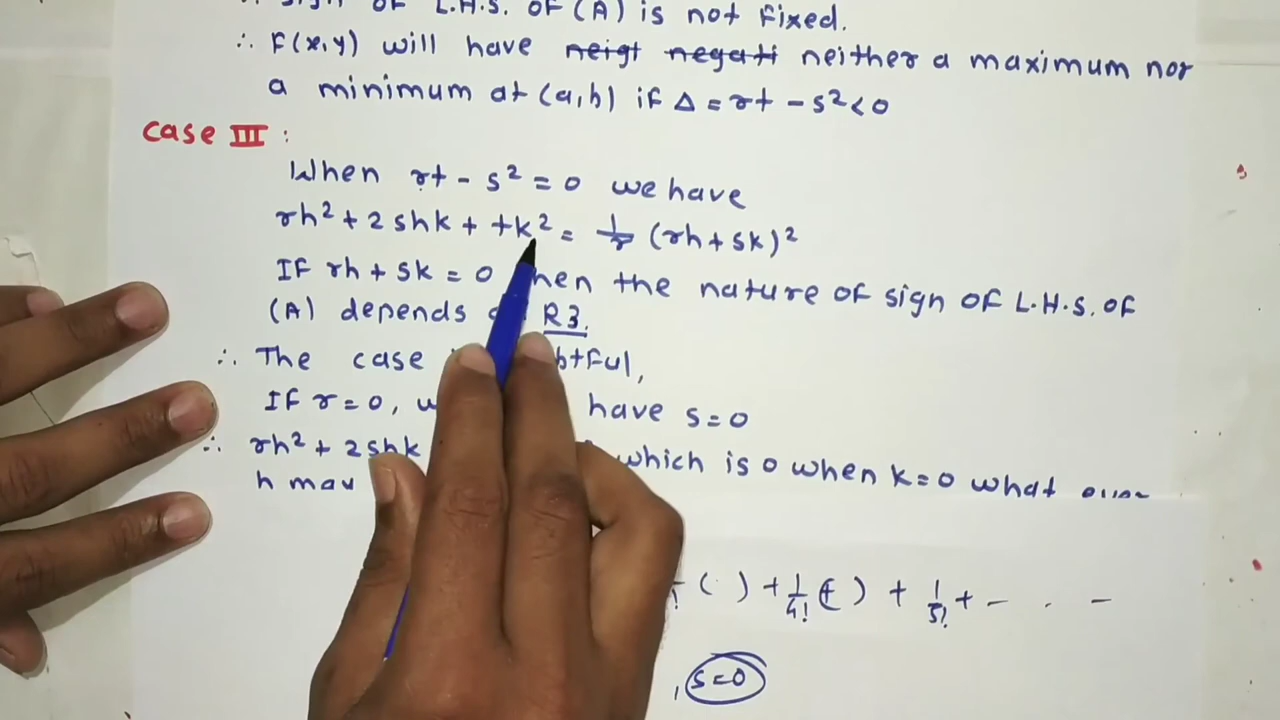 sign of L.H.S. of (A) is not fixed.
∴ F(x,y) will have neigt negati neither a maximum nor
a minimum at (a,b) if Δ = rt - s² < 0
Case III :
When rt - s² = 0 we have
rh² + 2shk + tk² = 1/r (rh + sk)²
If rh + sk = 0 then the nature of sign of L.H.S. of
(A) depends R3.
∴ The case
If r = 0, have s = 0
∴ rh² + 2shk which is 0 when k = 0 what
h may
( ) + 1/4! ( ) + 1/5! + - . -
, s = 0